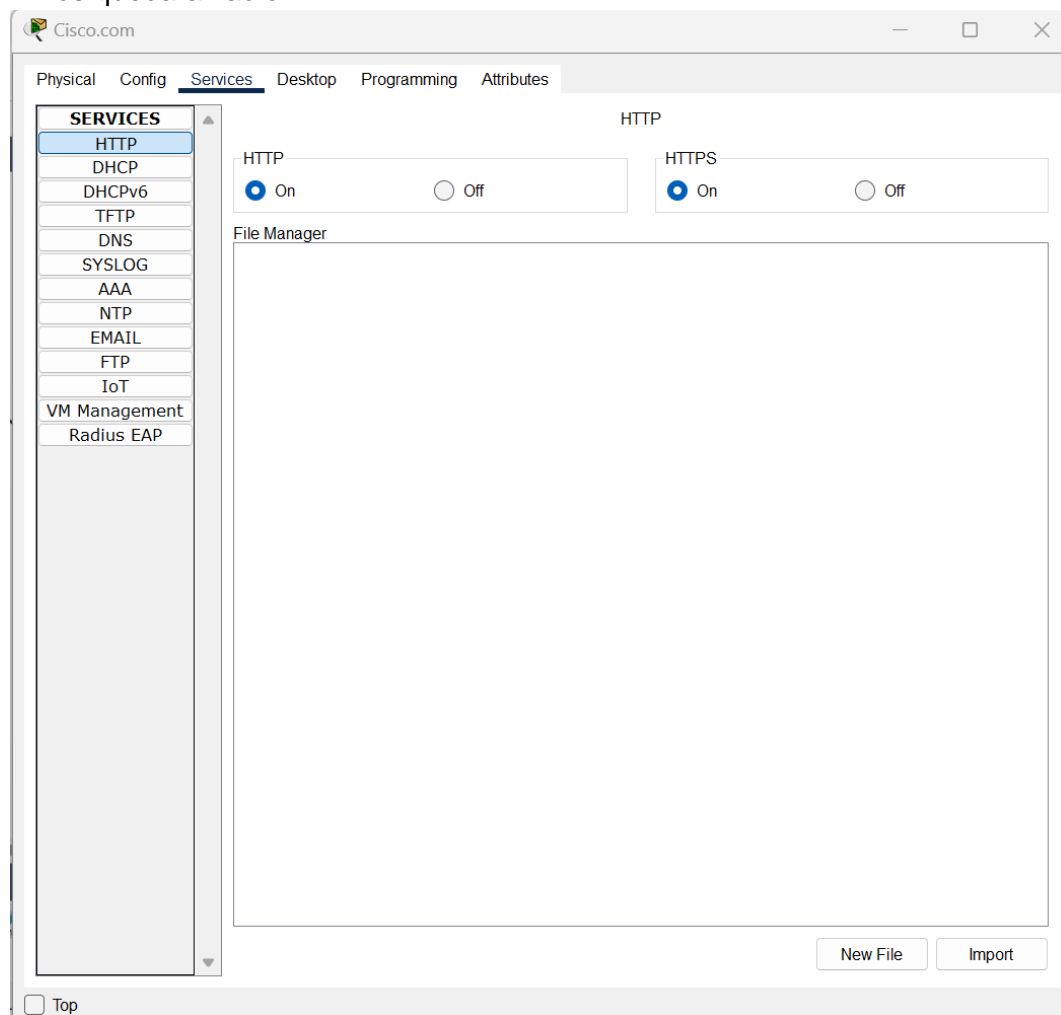 Cisco.com
Physical Config Services Desktop Programming Attributes
SERVICES
HTTP
DHCP
DHCPv6
TFTP
DNS
SYSLOG
AAA
NTP
EMAIL
FTP
IoT
VM Management
Radius EAP
HTTP
HTTP
On Off
HTTPS
On Off
File Manager
New File Import
Top